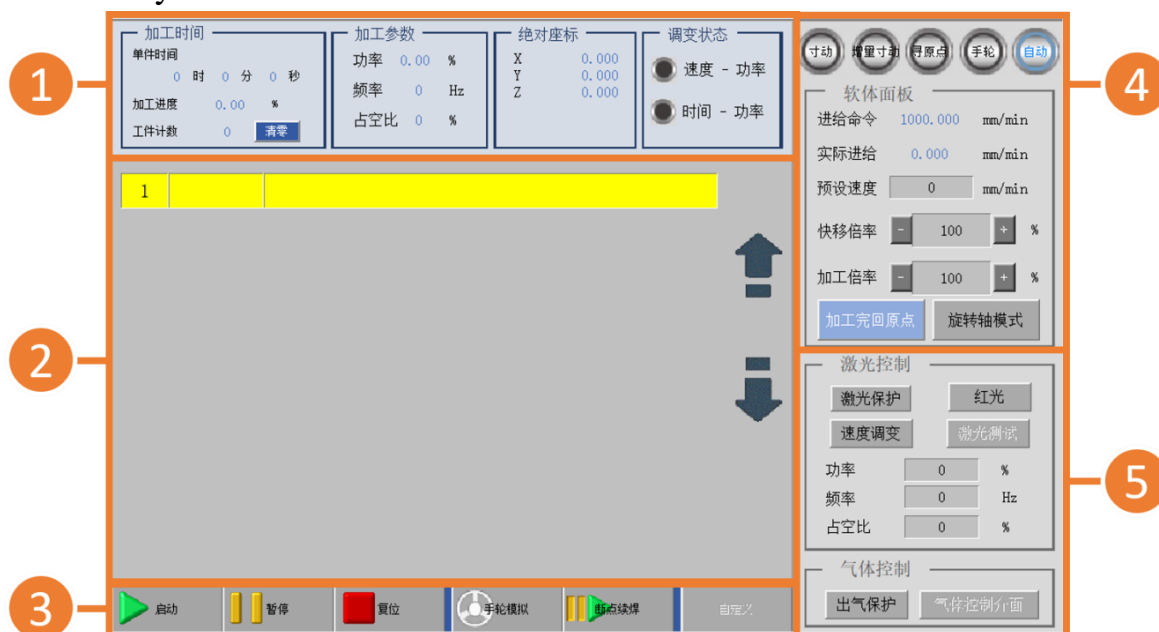 加工时间
单件时间
0 时 0 分 0 秒
加工进度 0.00 %
工件计数 0 清零
加工参数
功率 0.00 %
频率 0 Hz
占空比 0 %
绝对座标
X 0.000
Y 0.000
Z 0.000
调变状态
速度 - 功率
时间 - 功率
1
1
2
3
启动 暂停 复位 手轮模拟 断点续焊 自定义
4
寸动 增量寸动 寻原点 手轮 自动
软体面板
进给命令 1000.000 mm/min
实际进给 0.000 mm/min
预设速度 0 mm/min
快移倍率 - 100 + %
加工倍率 - 100 + %
加工完回原点 旋转轴模式
5
激光控制
激光保护 红光
速度调变 激光测试
功率 0 %
频率 0 Hz
占空比 0 %
气体控制
出气保护 气体控制介面